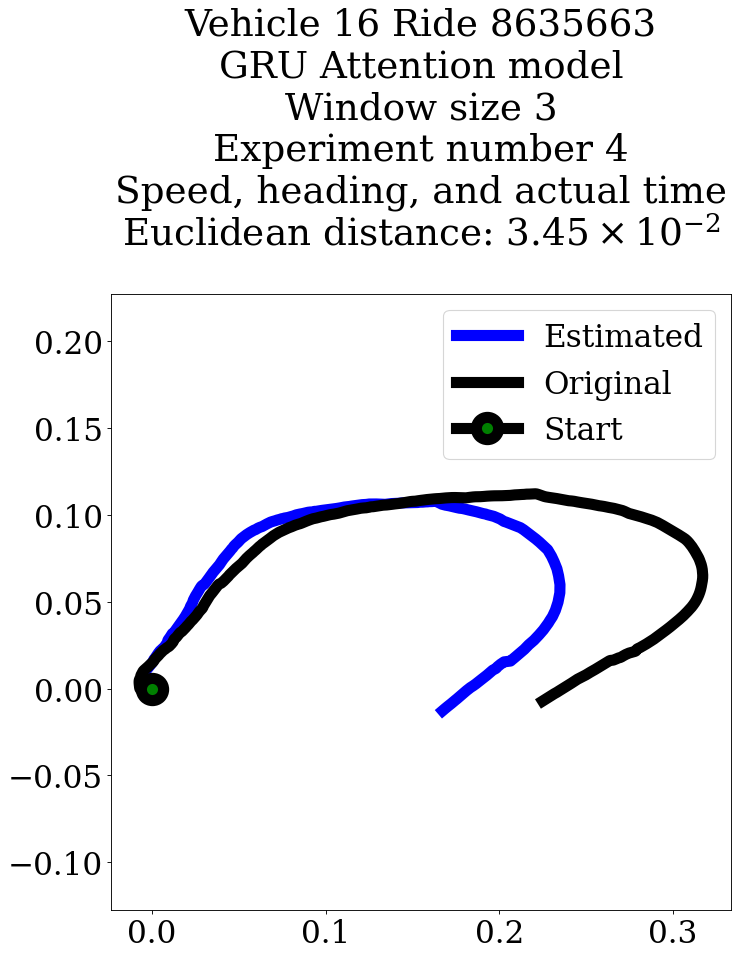 Vehicle 16 Ride 8635663
GRU Attention model
Window size 3
Experiment number 4
Speed, heading, and actual time
Euclidean distance: 3.45 × 10⁻²
Estimated
Original
Start
0.20
0.15
0.10
0.05
0.00
−0.05
−0.10
0.0 0.1 0.2 0.3